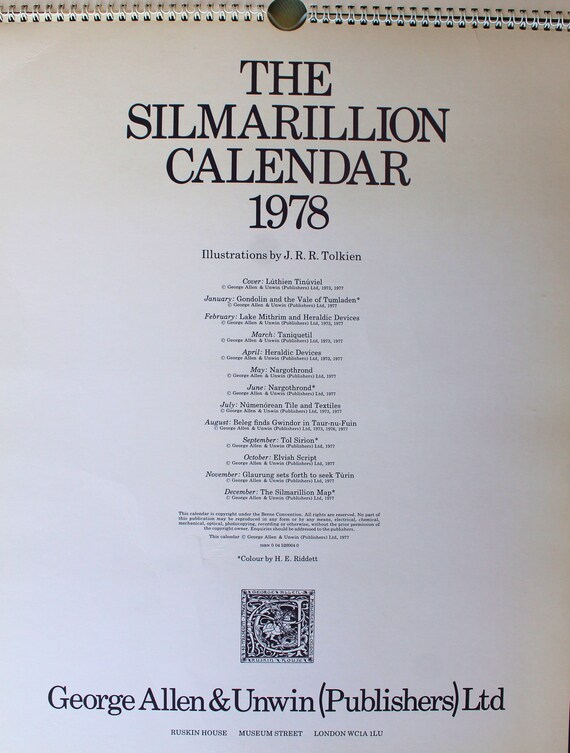 THE
SILMARILLION
CALENDAR
1978
Illustrations by J. R. R. Tolkien
Cover: Lúthien Tinúviel
© George Allen & Unwin (Publishers) Ltd, 1973, 1977
January: Gondolin and the Vale of Tumladen*
© George Allen & Unwin (Publishers) Ltd, 1976, 1977
February: Lake Mithrim and Heraldic Devices
© George Allen & Unwin (Publishers) Ltd, 1973, 1977
March: Taniquetil
© George Allen & Unwin (Publishers) Ltd, 1973, 1977
April: Heraldic Devices
© George Allen & Unwin (Publishers) Ltd, 1973, 1977
May: Nargothrond
© George Allen & Unwin (Publishers) Ltd, 1977
June: Nargothrond*
© George Allen & Unwin (Publishers) Ltd, 1977
July: Númenórean Tile and Textiles
© George Allen & Unwin (Publishers) Ltd, 1973, 1977
August: Beleg finds Gwindor in Taur-nu-Fuin
© George Allen & Unwin (Publishers) Ltd, 1973, 1976, 1977
September: Tol Sirion*
© George Allen & Unwin (Publishers) Ltd, 1977
October: Elvish Script
© George Allen & Unwin (Publishers) Ltd, 1977
November: Glaurung sets forth to seek Túrin
© George Allen & Unwin (Publishers) Ltd, 1977
December: The Silmarillion Map*
© George Allen & Unwin (Publishers) Ltd, 1977
This calendar is copyright under the Berne Convention. All rights are reserved. No part of
this publication may be reproduced in any form or by any means, electrical, chemical,
mechanical, optical, photocopying, recording or otherwise, without the prior permission of
the copyright owner. Enquiries should be addressed to the publishers.
This calendar © George Allen & Unwin (Publishers) Ltd, 1977
*Colour by H. E. Riddett
GEORGE ALLEN
RUSKIN HOUSE
George Allen & Unwin (Publishers) Ltd
RUSKIN HOUSE MUSEUM STREET LONDON WC1A 1LU